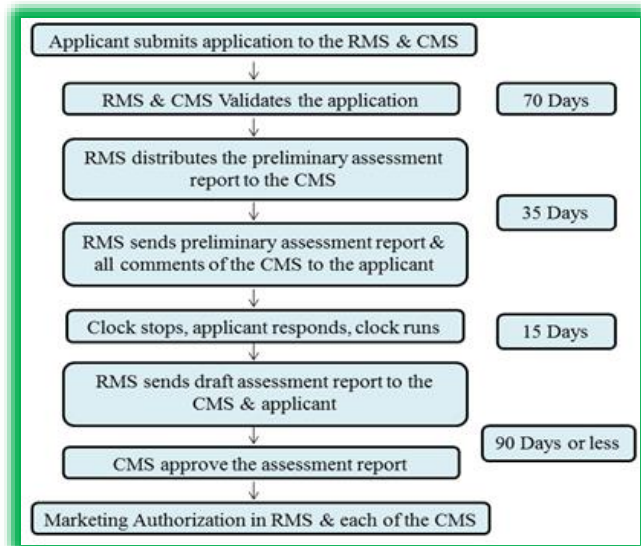 Applicant submits application to the RMS & CMS
RMS & CMS Validates the application
70 Days
RMS distributes the preliminary assessment
report to the CMS
35 Days
RMS sends preliminary assessment report &
all comments of the CMS to the applicant
Clock stops, applicant responds, clock runs
15 Days
RMS sends draft assessment report to the
CMS & applicant
90 Days or less
CMS approve the assessment report
Marketing Authorization in RMS & each of the CMS